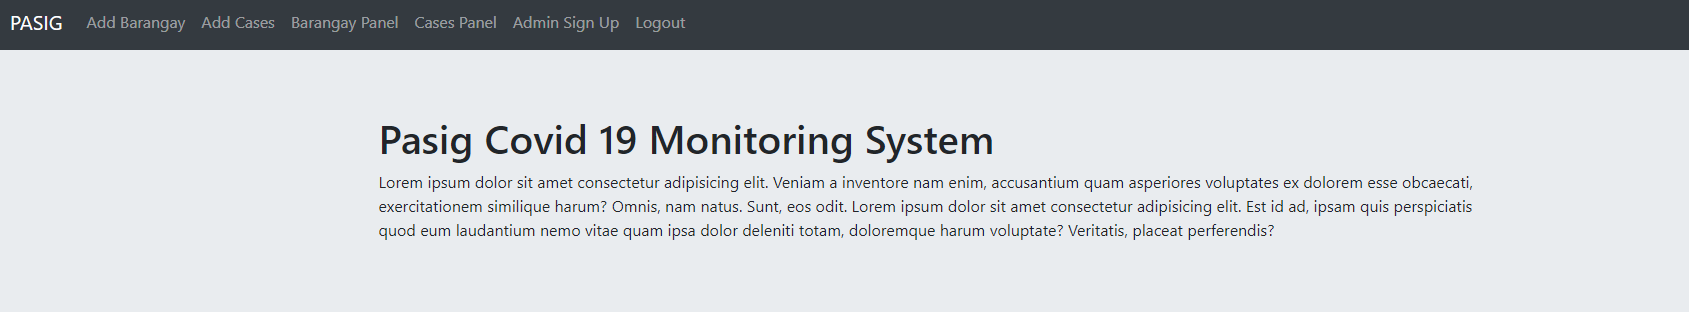 PASIG Add Barangay Add Cases Barangay Panel Cases Panel Admin Sign Up Logout
Pasig Covid 19 Monitoring System
Lorem ipsum dolor sit amet consectetur adipisicing elit. Veniam a inventore nam enim, accusantium quam asperiores voluptates ex dolorem esse obcaecati,
exercitationem similique harum? Omnis, nam natus. Sunt, eos odit. Lorem ipsum dolor sit amet consectetur adipisicing elit. Est id ad, ipsam quis perspiciatis
quod eum laudantium nemo vitae quam ipsa dolor deleniti totam, doloremque harum voluptate? Veritatis, placeat perferendis?